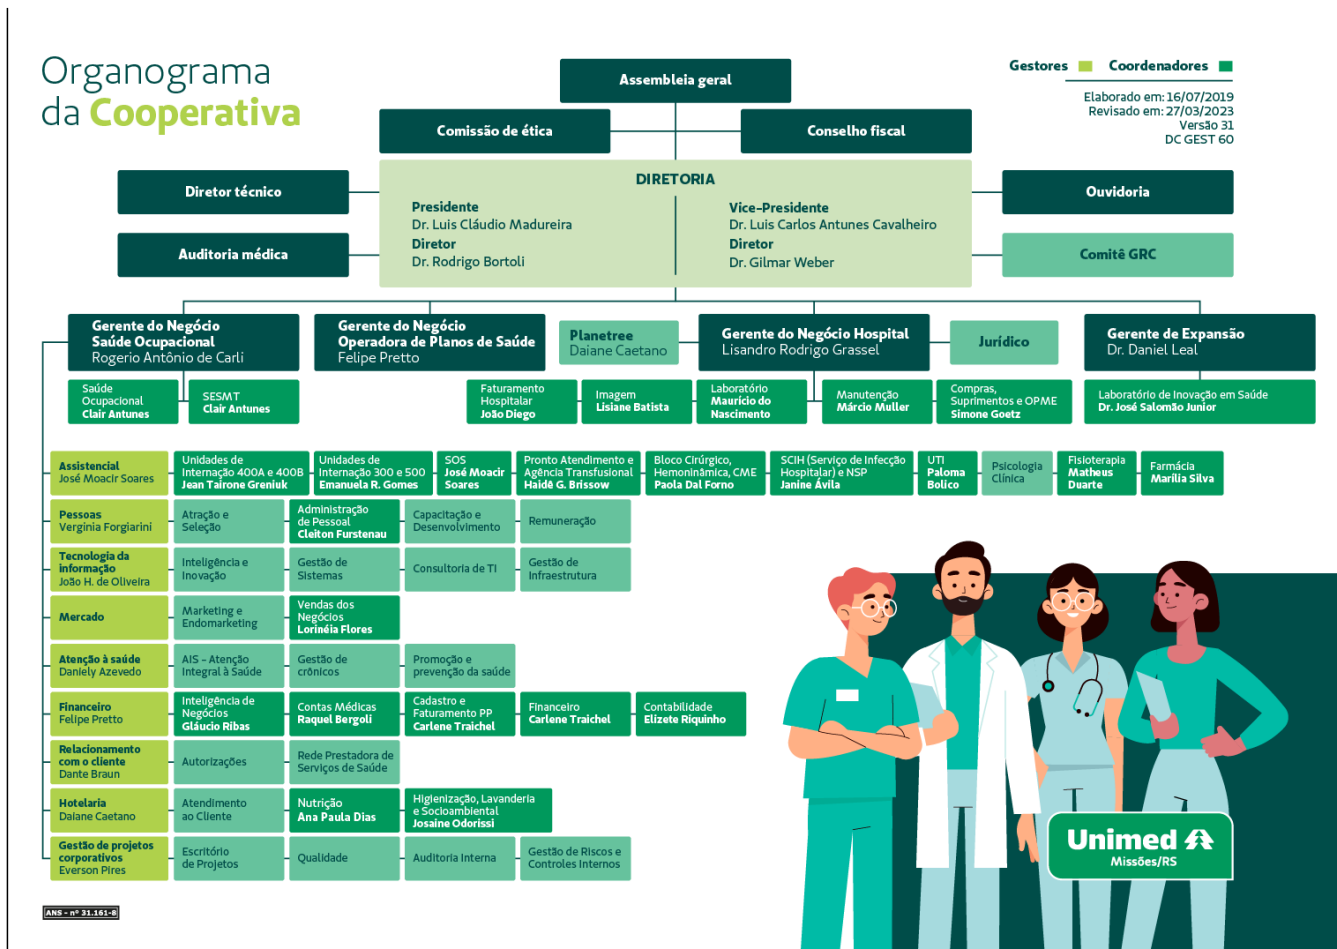 Organograma
da Cooperativa
Gestores
Coordenadores
Elaborado em: 16/07/2019
Revisado em: 27/03/2023
Versão 31
DC GEST 60
Assembleia geral
Comissão de ética
Conselho fiscal
Diretor técnico
Auditoria médica
DIRETORIA
Presidente
Dr. Luis Cláudio Madureira
Diretor
Dr. Rodrigo Bortoli
Vice-Presidente
Dr. Luis Carlos Antunes Cavalheiro
Diretor
Dr. Gilmar Weber
Ouvidoria
Comitê GRC
Gerente do Negócio
Saúde Ocupacional
Rogerio Antônio de Carli
Gerente do Negócio
Operadora de Planos de Saúde
Felipe Pretto
Planetree
Daiane Caetano
Gerente do Negócio Hospital
Lisandro Rodrigo Grassel
Jurídico
Gerente de Expansão
Dr. Daniel Leal
Saúde
Ocupacional
Clair Antunes
SESMT
Clair Antunes
Faturamento
Hospitalar
João Diego
Imagem
Lisiane Batista
Laboratório
Maurício do
Nascimento
Manutenção
Márcio Muller
Compras,
Suprimentos e OPME
Simone Goetz
Laboratório de Inovação em Saúde
Dr. José Salomão Junior
Assistencial
José Moacir Soares
Unidades de
Internação 400A e 400B
Jean Tairone Greniuk
Unidades de
Internação 300 e 500
Emanuela R. Gomes
SOS
José Moacir
Soares
Pronto Atendimento e
Agência Transfusional
Haidê G. Brissow
Bloco Cirúrgico,
Hemoninâmica, CME
Paola Dal Forno
SCIH (Serviço de Infecção
Hospitalar) e NSP
Janine Ávila
UTI
Paloma
Bolico
Psicologia
Clínica
Fisioterapia
Matheus
Duarte
Farmácia
Marília Silva
Pessoas
Vergínia Forgiarini
Atração e
Seleção
Administração
de Pessoal
Cleiton Furstenau
Capacitação e
Desenvolvimento
Remuneração
Tecnologia da
informação
João H. de Oliveira
Inteligência e
Inovação
Gestão de
Sistemas
Consultoria de TI
Gestão de
Infraestrutura
Mercado
Marketing e
Endomarketing
Vendas dos
Negócios
Lorinéia Flores
Atenção à saúde
Daniely Azevedo
AIS - Atenção
Integral à Saúde
Gestão de
crônicos
Promoção e
prevenção da saúde
Financeiro
Felipe Pretto
Inteligência de
Negócios
Gláucio Ribas
Contas Médicas
Raquel Bergoli
Cadastro e
Faturamento PP
Carlene Traichel
Financeiro
Carlene Traichel
Contabilidade
Elizete Riquinho
Relacionamento
com o cliente
Dante Braun
Autorizações
Rede Prestadora de
Serviços de Saúde
Hotelaria
Daiane Caetano
Atendimento
ao Cliente
Nutrição
Ana Paula Dias
Higienização, Lavanderia
e Socioambiental
Josaine Odorissi
Gestão de projetos
corporativos
Everson Pires
Escritório
de Projetos
Qualidade
Auditoria Interna
Gestão de Riscos e
Controles Internos
Unimed
Missões/RS
ANS - nº 31.161-8